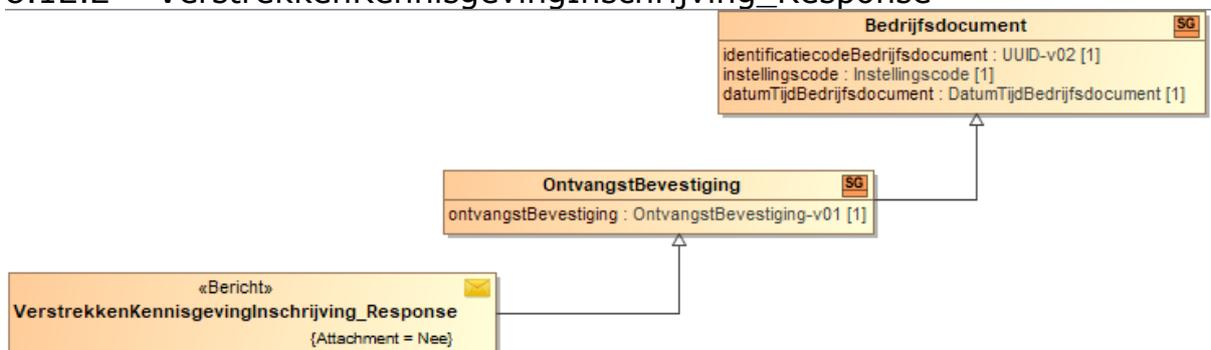 VerstrekkenKennisgevingInschrijving_Response
Bedrijfsdocument SG
identificatiecodeBedrijfsdocument : UUID-v02 [1]
instellingscode : Instellingscode [1]
datumTijdBedrijfsdocument : DatumTijdBedrijfsdocument [1]
OntvangstBevestiging SG
ontvangstBevestiging : OntvangstBevestiging-v01 [1]
«Bericht»
VerstrekkenKennisgevingInschrijving_Response
{Attachment = Nee}